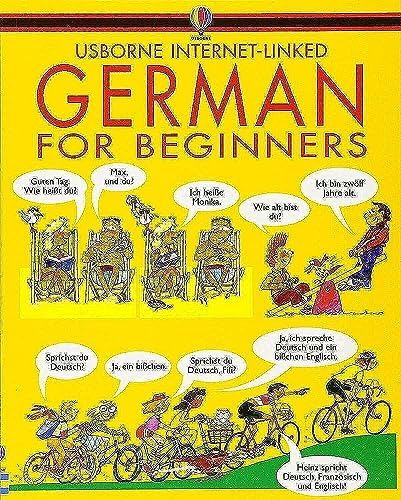 USBORNE
USBORNE INTERNET-LINKED
GERMAN
FOR BEGINNERS
Guten Tag.
Wie heißt du?
Max,
und du?
Ich heiße
Monika.
Wie alt bist
du?
Ich bin zwölf
Jahre alt.
Sprichst du
Deutsch?
Ja, ein bißchen.
Sprichst du
Deutsch, Fifi?
Ja, ich spreche
Deutsch und ein
bißchen Englisch.
Heinz spricht
Deutsch, Französisch
und Englisch!